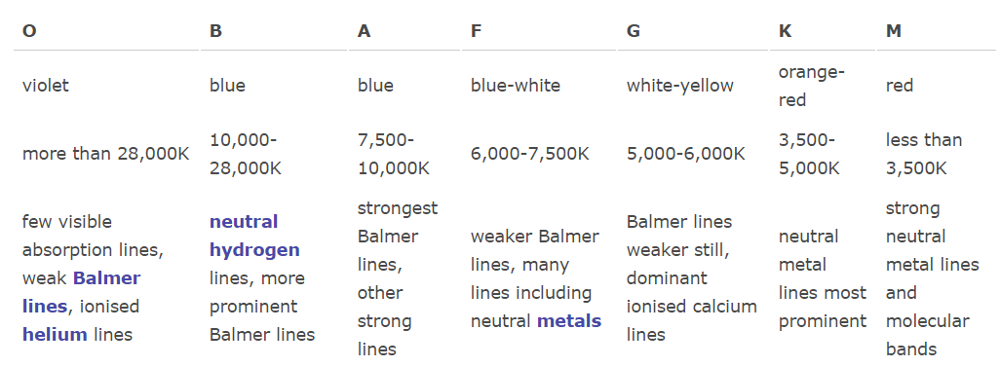 O B A F G K M
violet blue blue blue-white white-yellow orange-
red red
more than 28,000K 10,000-
28,000K 7,500-
10,000K 6,000-7,500K 5,000-6,000K 3,500-
5,000K less than
3,500K
few visible
absorption lines,
weak Balmer
lines, ionised
helium lines
neutral
hydrogen
lines, more
prominent
Balmer lines
strongest
Balmer
lines,
other
strong
lines
weaker Balmer
lines, many
lines including
neutral metals
Balmer lines
weaker still,
dominant
ionised calcium
lines
neutral
metal
lines most
prominent
strong
neutral
metal lines
and
molecular
bands